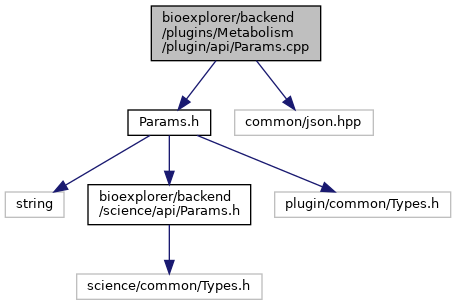 bioexplorer/backend
/plugins/Metabolism
/plugin/api/Params.cpp
Params.h
common/json.hpp
string
bioexplorer/backend
/science/api/Params.h
plugin/common/Types.h
science/common/Types.h